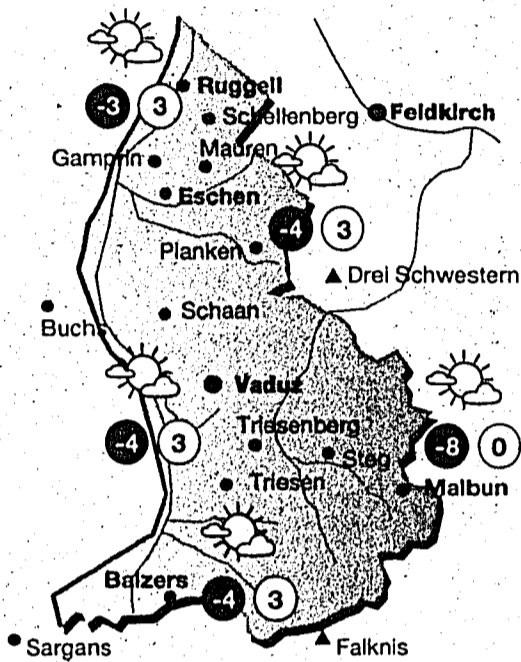 Ruggell
-3 3
Schellenberg
Feldkirch
Mauren
Gamprin
Eschen
-4 3
Planken
Drei Schwestern
Schaan
Buchs
Vaduz
Triesenberg
-4 3
Steg
-8 0
Triesen
Malbun
Balzers
-4 3
Sargans
Falknis